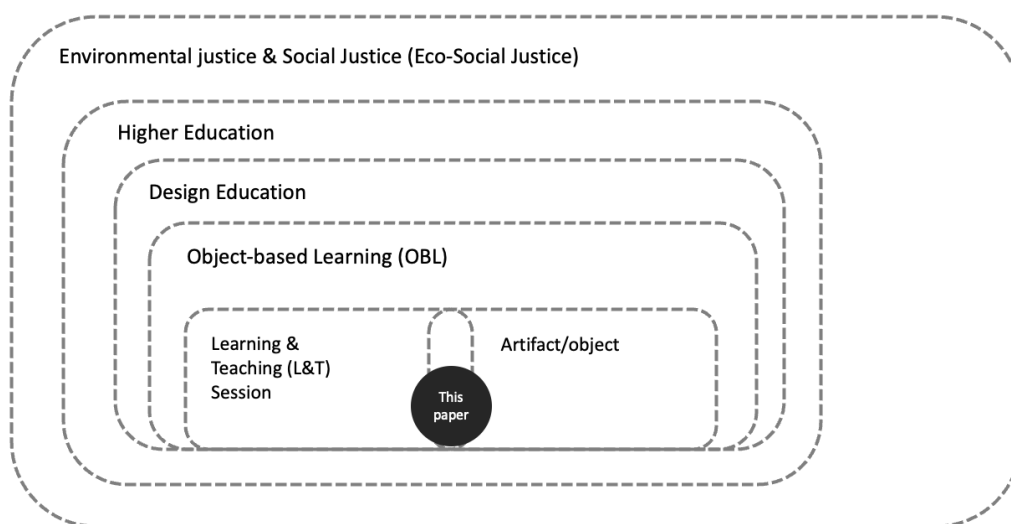 Environmental justice & Social Justice (Eco-Social Justice)
Higher Education
Design Education
Object-based Learning (OBL)
Learning &
Teaching (L&T)
Session
Artifact/object
This
paper